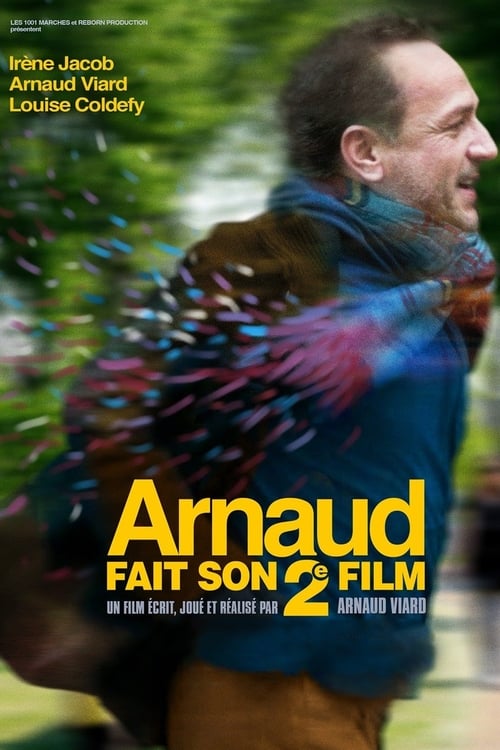 LES 1001 MARCHES et REBORN PRODUCTION
présentent
Irène Jacob
Arnaud Viard
Louise Coldefy
Arnaud
FAIT SON 2e FILM
UN FILM ÉCRIT, JOUÉ ET RÉALISÉ PAR ARNAUD VIARD